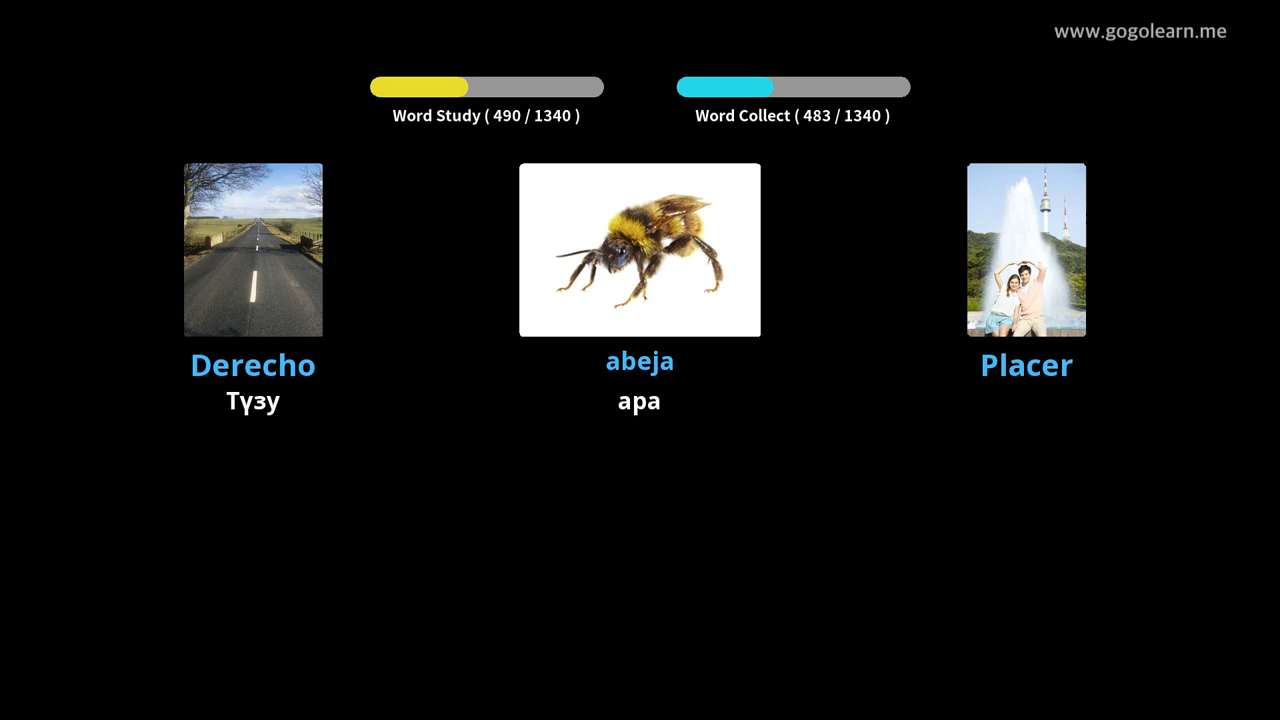 www.gogolearn.me
Word Study ( 490 / 1340 )
Word Collect ( 483 / 1340 )
Derecho
abeja
Placer
Түзу
ара